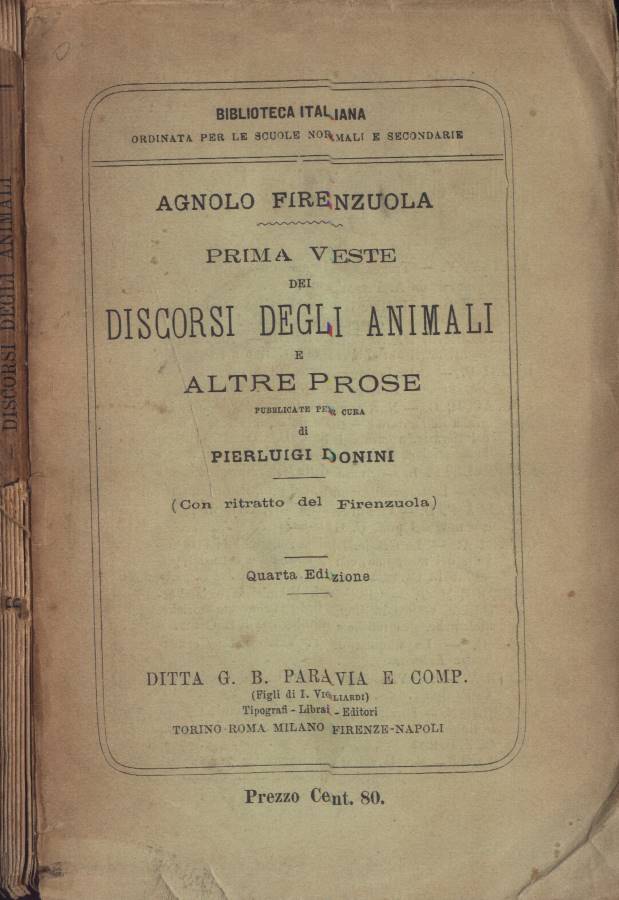 BIBLIOTECA ITALIANA
ORDINATA PER LE SCUOLE NORMALI E SECONDARIE
AGNOLO FIRENZUOLA
PRIMA VESTE
DEI
DISCORSI DEGLI ANIMALI
E
ALTRE PROSE
PUBBLICATE PER CURA
di
PIERLUIGI DONINI
(Con ritratto del Firenzuola)
Quarta Edizione
DITTA G. B. PARAVIA E COMP.
(Figli di I. VIGLIARDI)
Tipografi - Librai - Editori
TORINO-ROMA MILANO FIRENZE-NAPOLI
Prezzo Cent. 80.
DISCORSI DEGLI ANIMALI